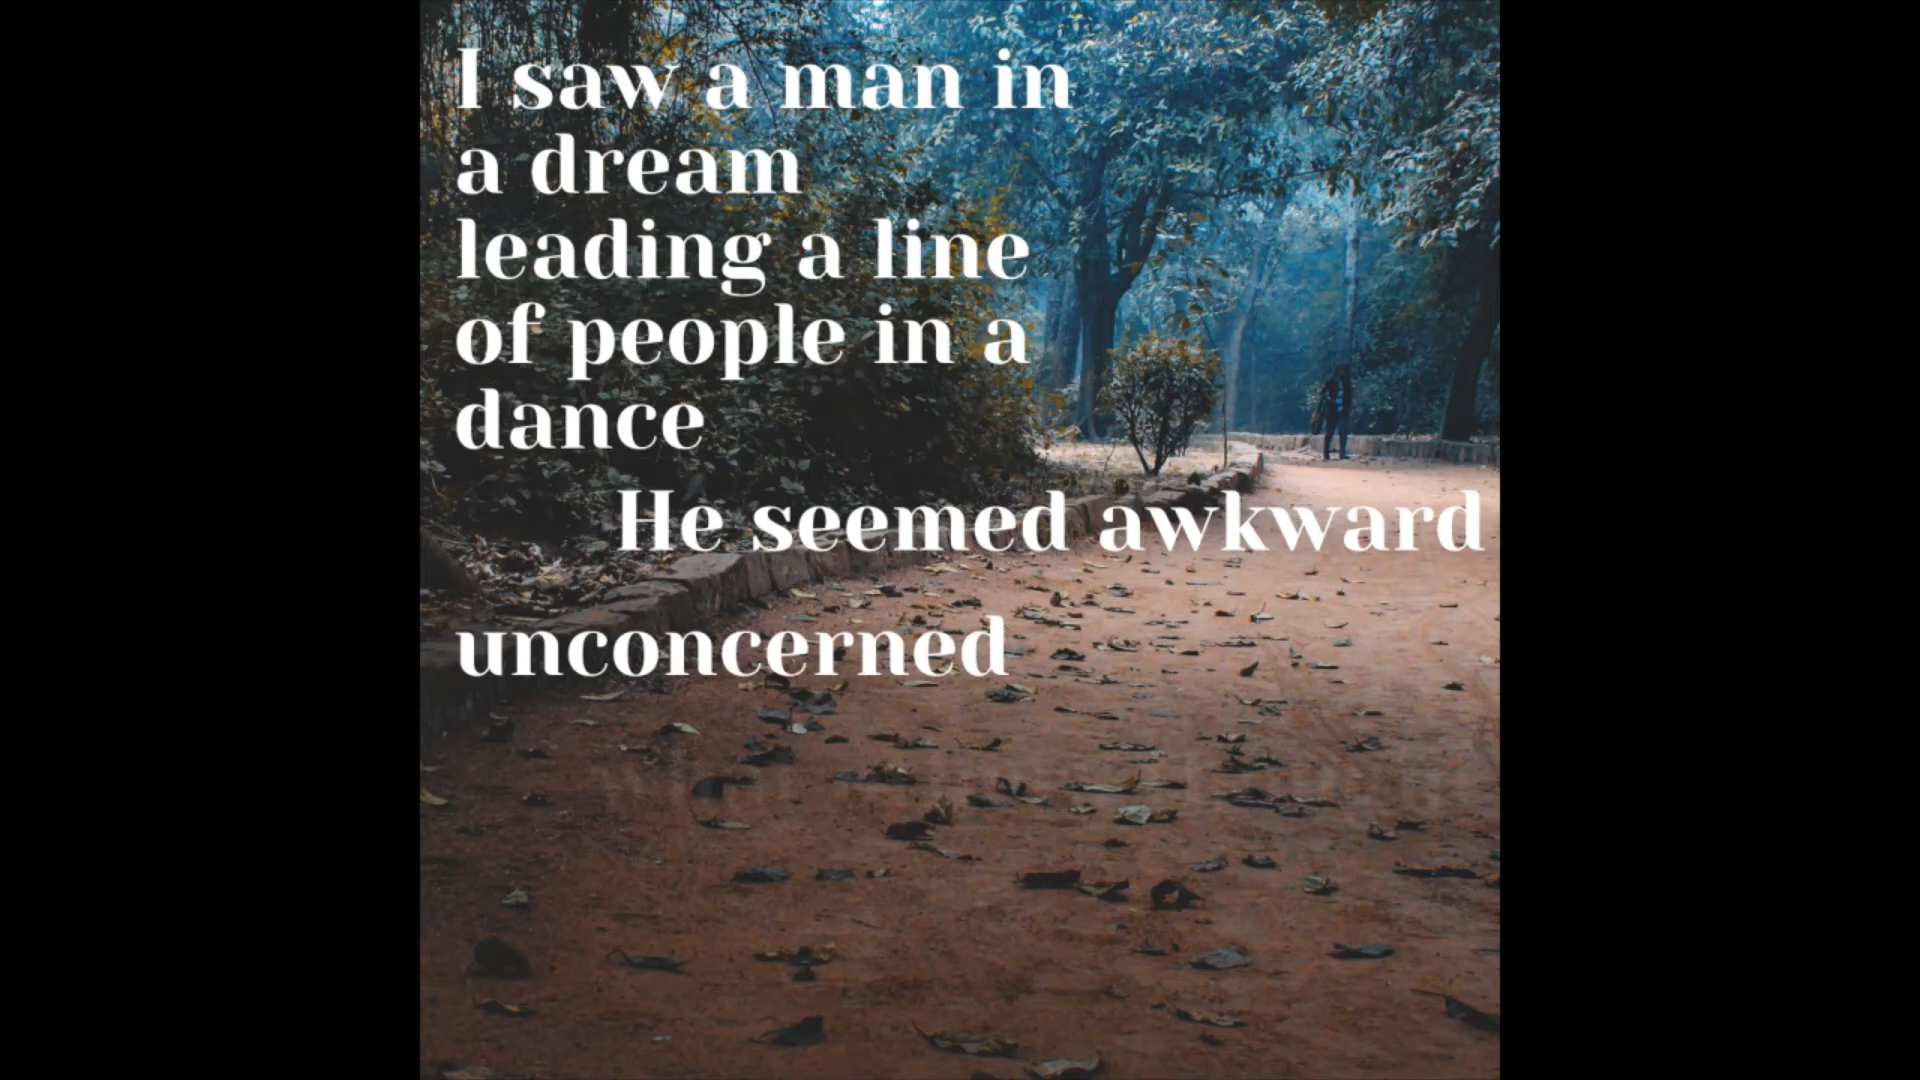 I saw a man in
a dream
leading a line
of people in a
dance
He seemed awkward
unconcerned